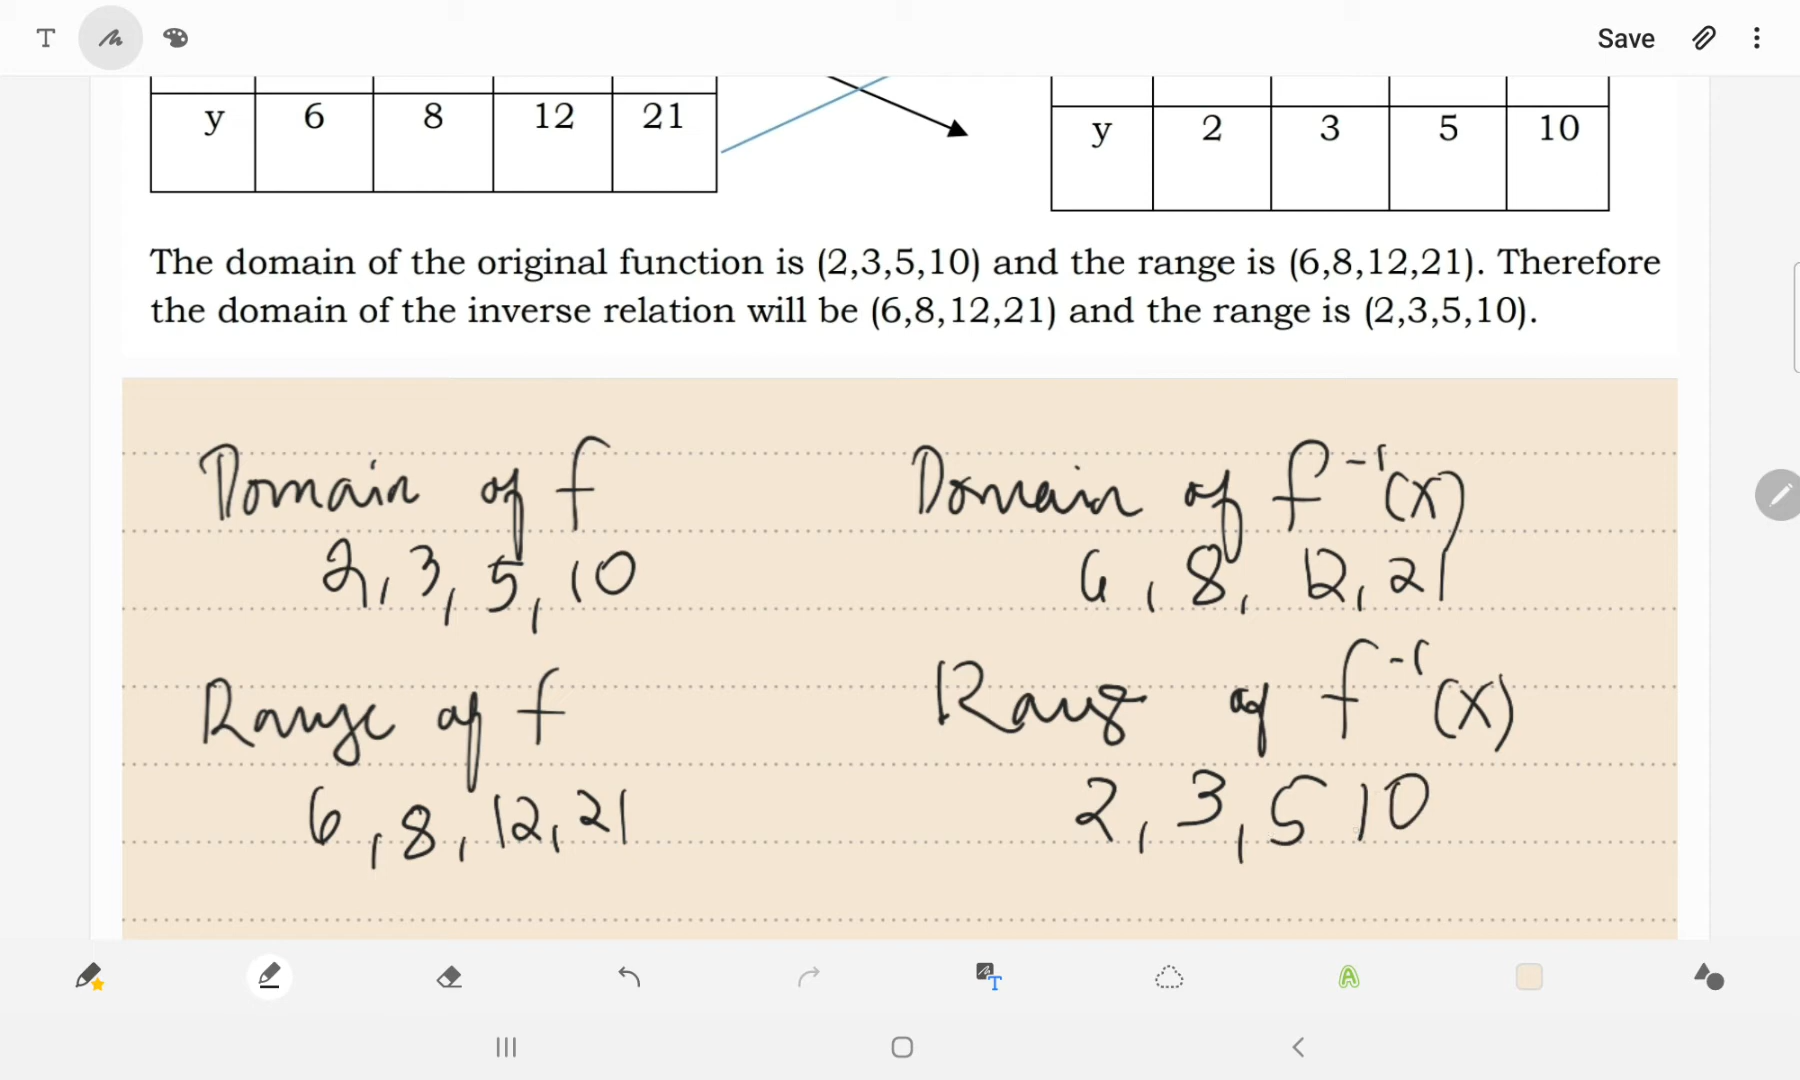 T Save
y 6 8 12 21
y 2 3 5 10
The domain of the original function is (2,3,5,10) and the range is (6,8,12,21). Therefore
the domain of the inverse relation will be (6,8,12,21) and the range is (2,3,5,10).
Domain of f
2, 3, 5, 10
Range of f
6, 8, 12, 21
Domain of f⁻¹(x)
6, 8, 12, 21
Range of f⁻¹(x)
2, 3, 5 10
T
A